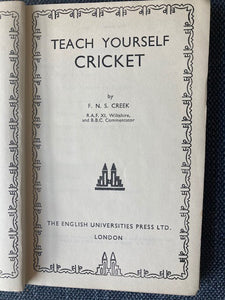 TEACH YOURSELF
CRICKET
by
F. N. S. CREEK
R.A.F. XI, Wiltshire,
and B.B.C. Commentator
THE ENGLISH UNIVERSITIES PRESS LTD.
LONDON